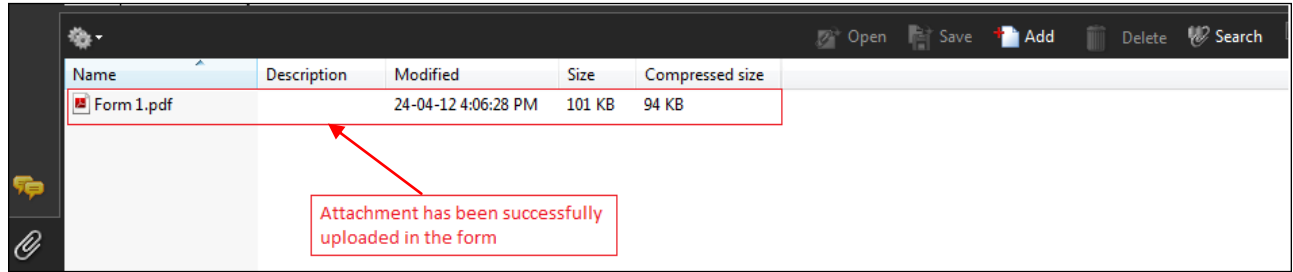 Open Save Add Delete Search
Name Description Modified Size Compressed size
Form 1.pdf 24-04-12 4:06:28 PM 101 KB 94 KB
Attachment has been successfully
uploaded in the form